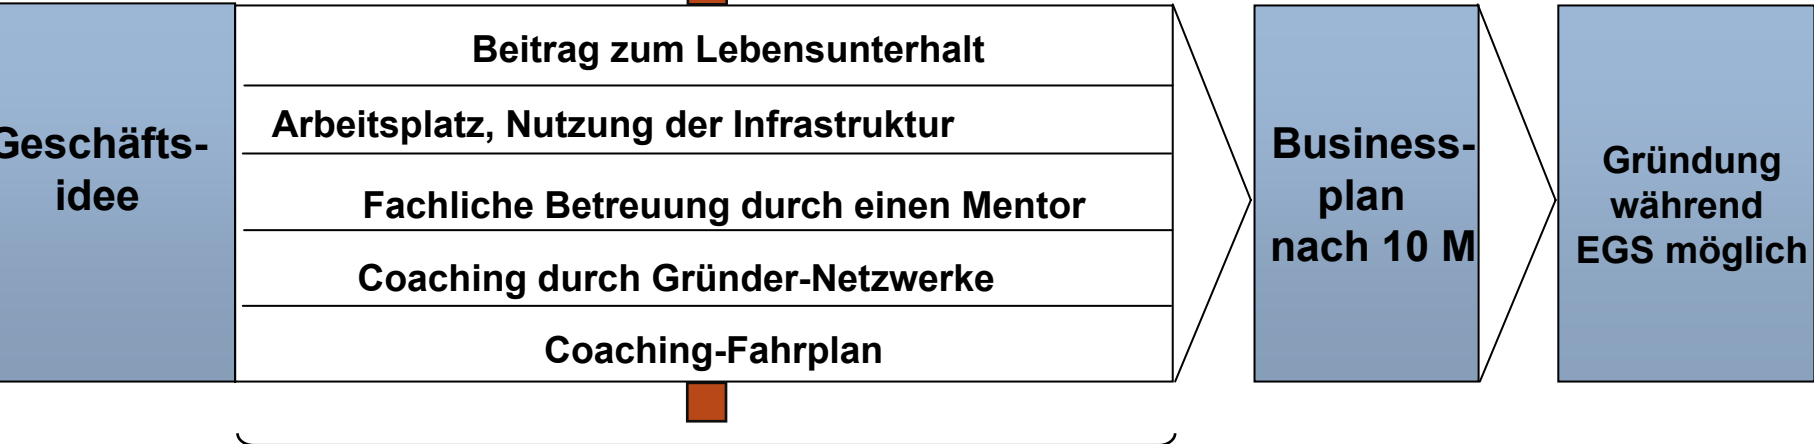 Geschäfts-
idee
Beitrag zum Lebensunterhalt
Arbeitsplatz, Nutzung der Infrastruktur
Fachliche Betreuung durch einen Mentor
Coaching durch Gründer-Netzwerke
Coaching-Fahrplan
Business-
plan
nach 10 M
Gründung
während
EGS möglich